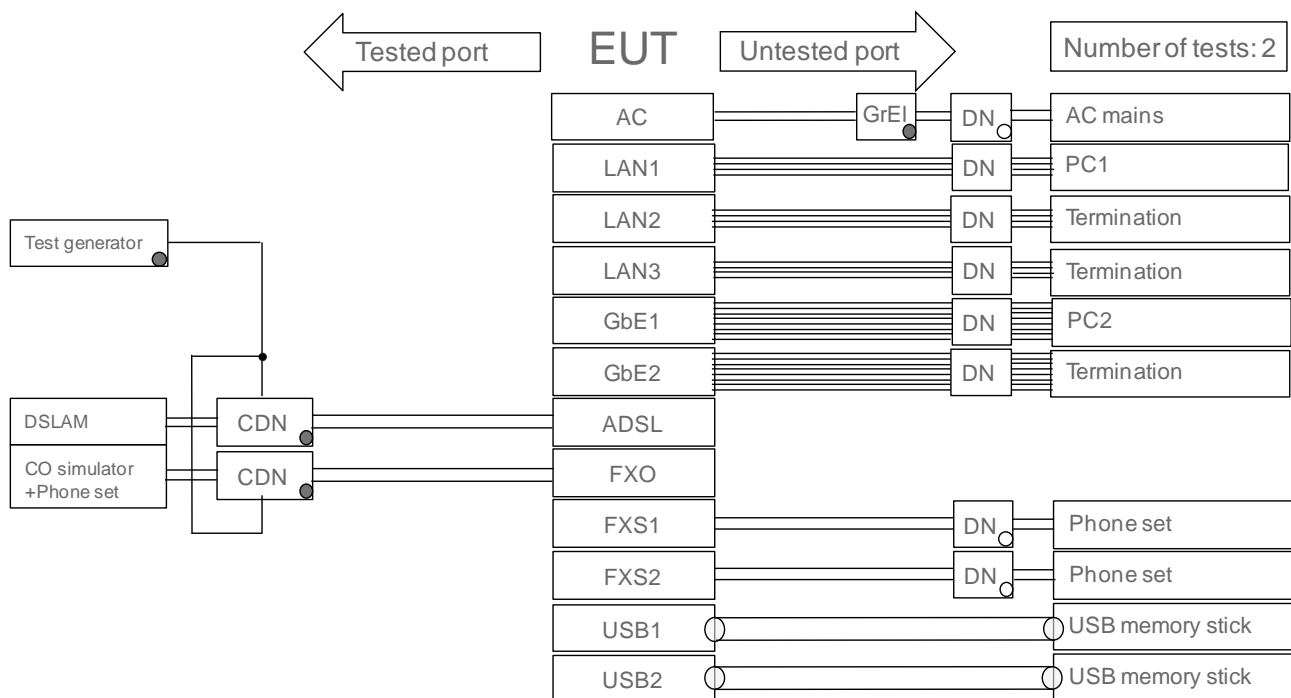 Tested port
EUT
Untested port
Number of tests: 2
AC
GrEI
DN
AC mains
LAN1
DN
PC1
LAN2
DN
Termination
Test generator
LAN3
DN
Termination
GbE1
DN
PC2
GbE2
DN
Termination
DSLAM
CDN
ADSL
CO simulator
+Phone set
CDN
FXO
FXS1
DN
Phone set
FXS2
DN
Phone set
USB1
USB memory stick
USB2
USB memory stick